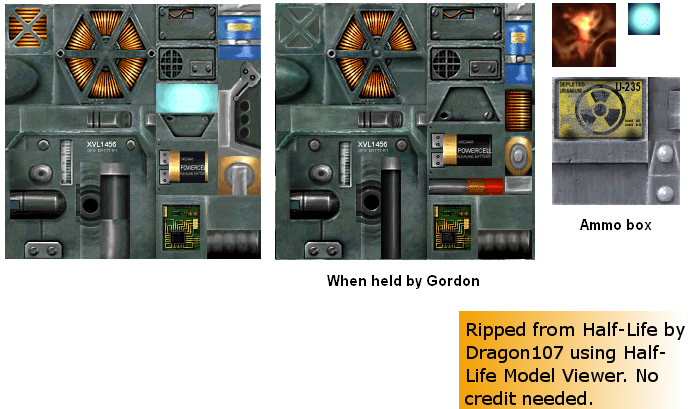 XVL1456
POWERCELL
XVL1456
POWERCELL
DEPLETED
URANIUM
U-235
Ammo box
When held by Gordon
Ripped from Half-Life by
Dragon107 using Half-
Life Model Viewer. No
credit needed.